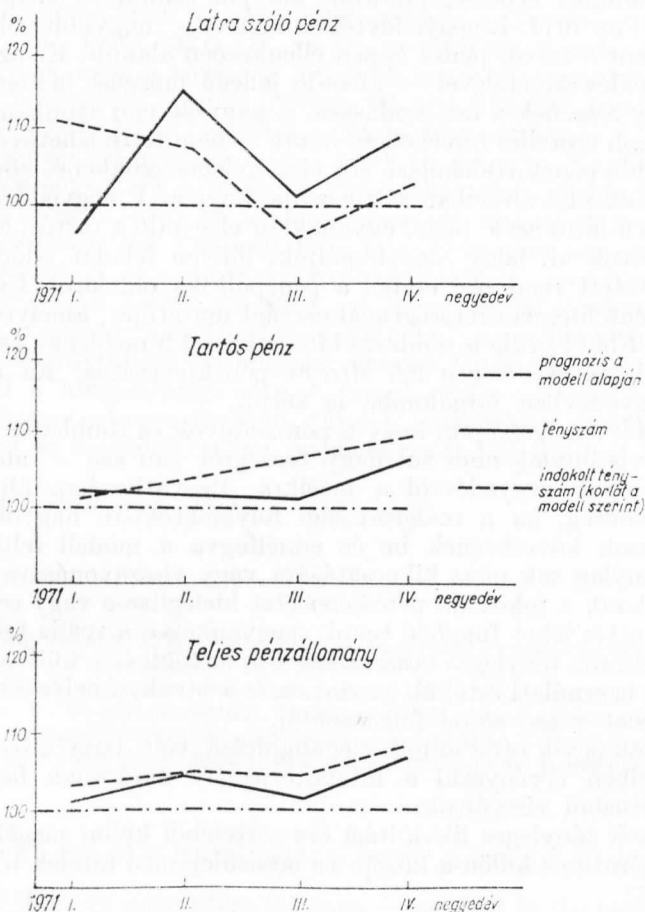 %
Látra szóló pénz
120
110
100
1971 I. II. III. IV. negyedév
%
Tartós pénz
120
110
100
prognózis a
modell alapján
tényszám
indokolt tény-
szám (korlát a
modell szerint)
1971 I. II. III. IV. negyedév
%
Teljes pénzállomány
120
110
100
1971 I. II. III. IV. negyedév